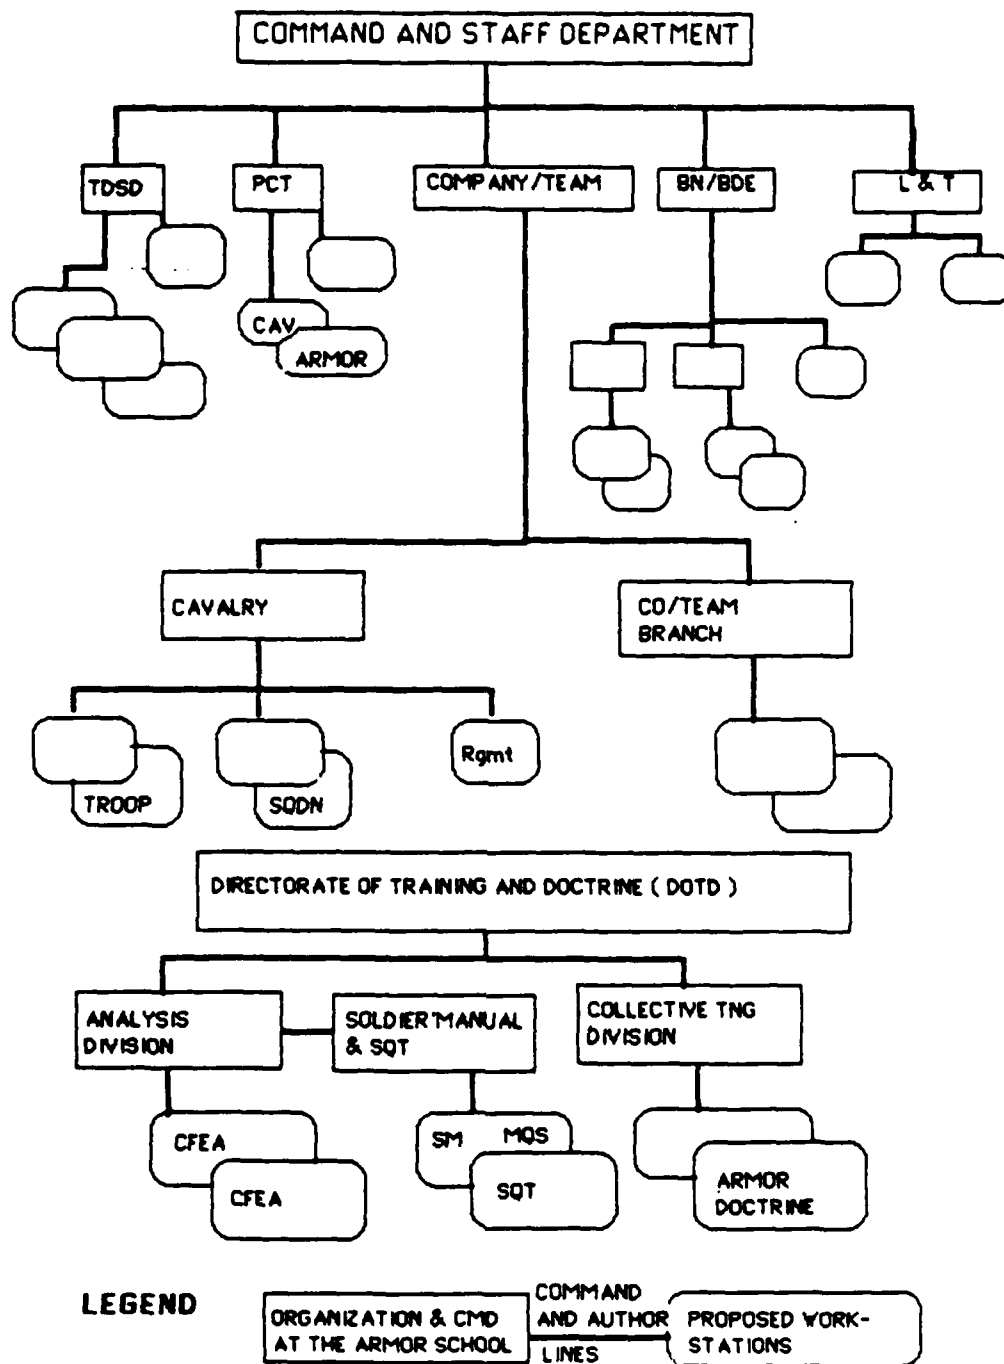 COMMAND AND STAFF DEPARTMENT
TDSD
PCT
COMPANY/TEAM
BN/BDE
L & T
CAV
ARMOR
CAVALRY
CO/TEAM
BRANCH
TROOP
SQDN
Rgmt
DIRECTORATE OF TRAINING AND DOCTRINE ( DOTD )
ANALYSIS
DIVISION
SOLDIER'MANUAL
& SQT
COLLECTIVE TNG
DIVISION
CFEA
CFEA
SM MQS
SQT
ARMOR
DOCTRINE
LEGEND
ORGANIZATION & CMD
AT THE ARMOR SCHOOL
COMMAND
AND AUTHOR
LINES
PROPOSED WORK-
STATIONS